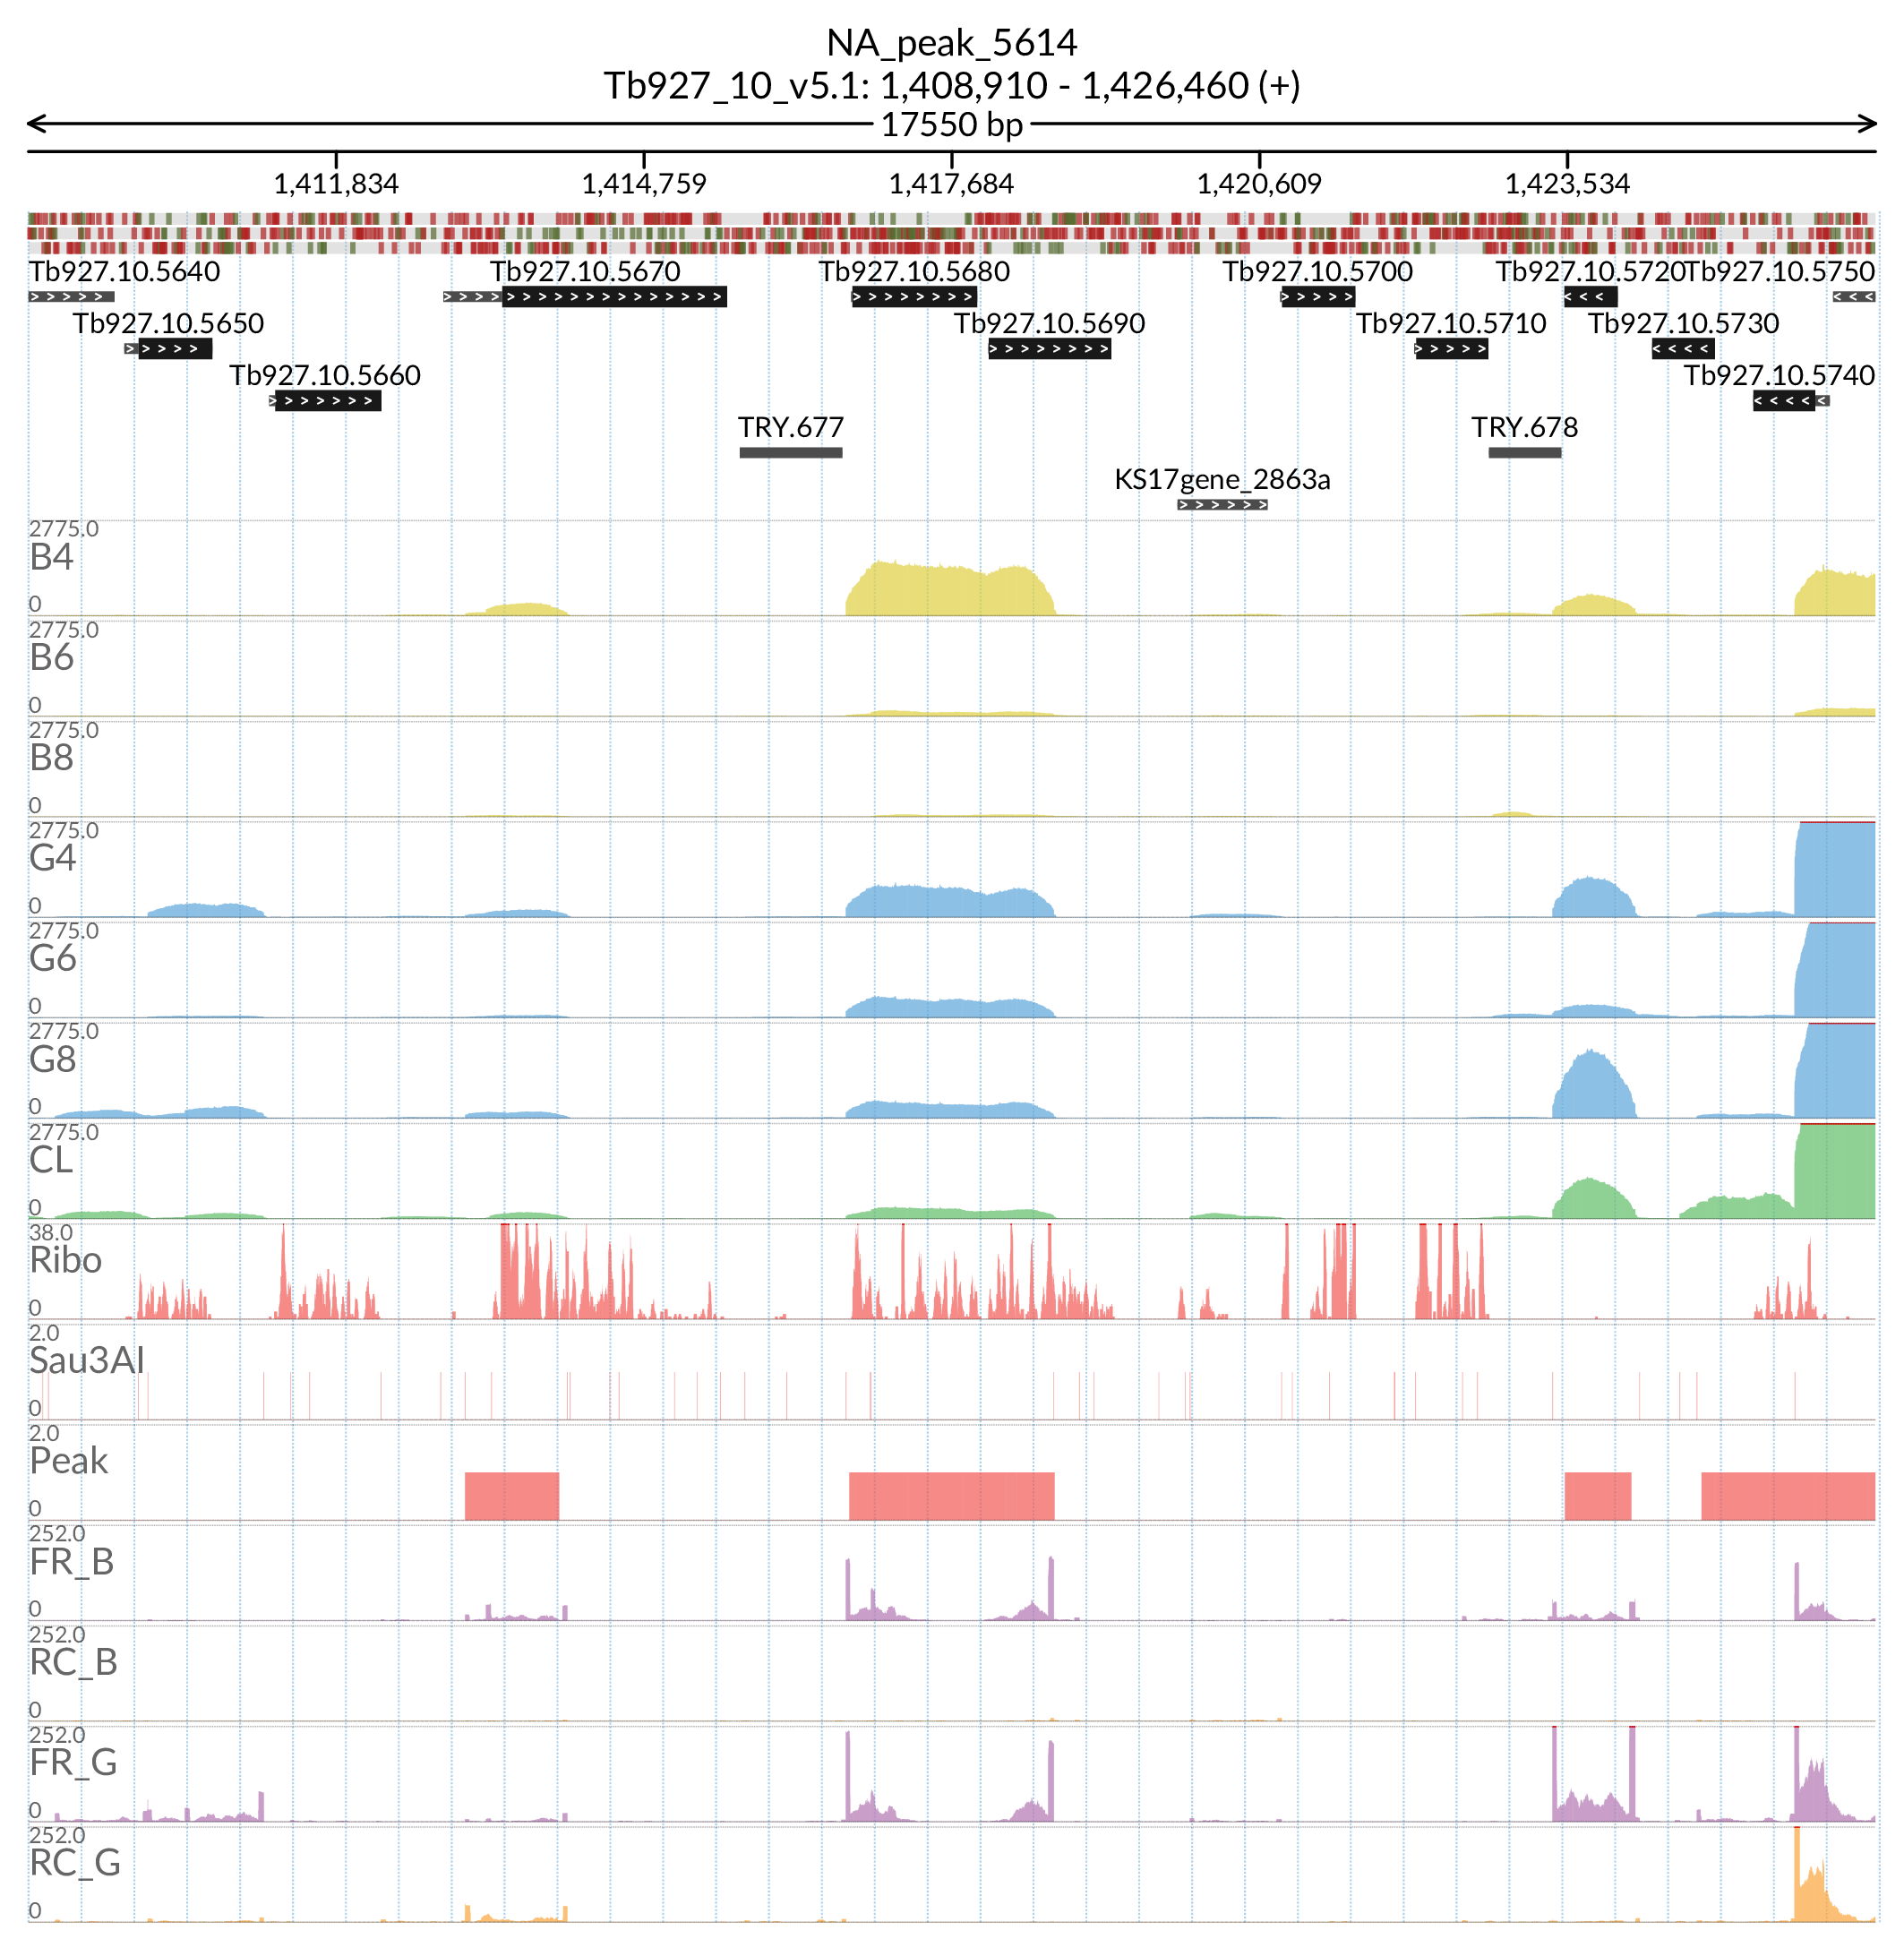 NA_peak_5614
Tb927_10_v5.1: 1,408,910 - 1,426,460 (+)
17550 bp
1,411,834 1,414,759 1,417,684 1,420,609 1,423,534
Tb927.10.5640 Tb927.10.5670 Tb927.10.5680 Tb927.10.5700 Tb927.10.5720 Tb927.10.5750
Tb927.10.5650 Tb927.10.5690 Tb927.10.5710 Tb927.10.5730
Tb927.10.5660 Tb927.10.5740
TRY.677 TRY.678
KS17gene_2863a
2775.0
B4
0
2775.0
B6
0
2775.0
B8
0
2775.0
G4
0
2775.0
G6
0
2775.0
G8
0
2775.0
CL
0
38.0
Ribo
0
2.0
Sau3AI
0
2.0
Peak
0
252.0
FR_B
0
252.0
RC_B
0
252.0
FR_G
0
252.0
RC_G
0